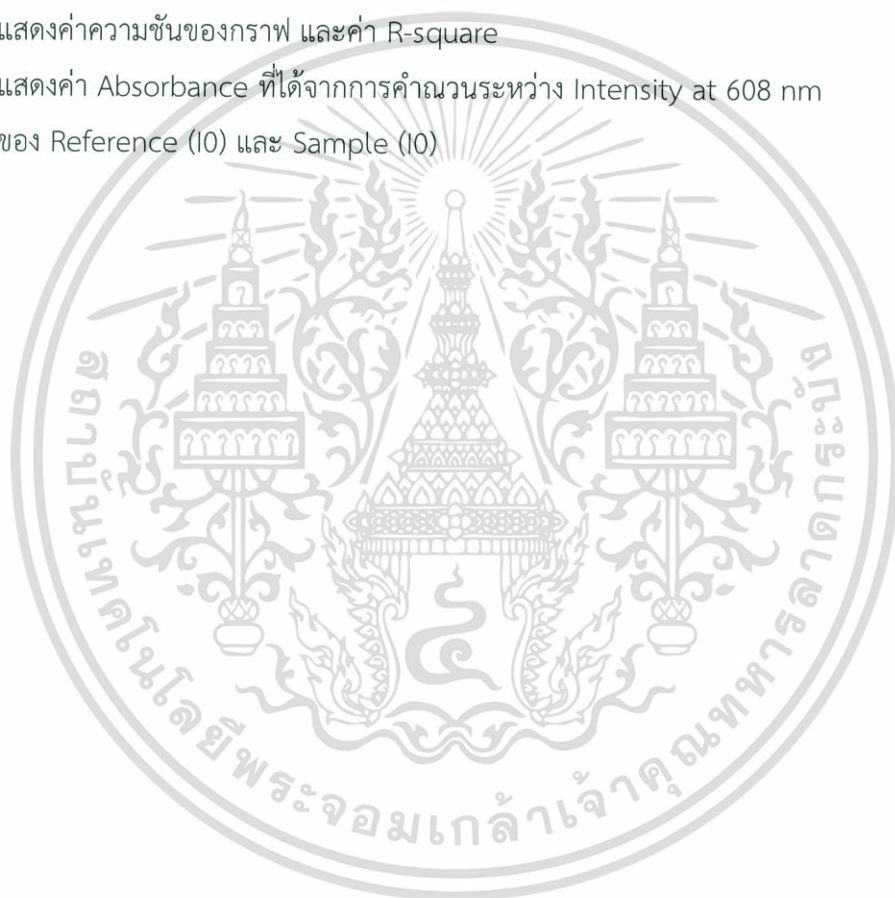 แสดงค่าความชันของกราฟ และค่า R-square
แสดงค่า Absorbance ที่ได้จากการคำณวนระหว่าง Intensity at 608 nm
ของ Reference (I0) และ Sample (I0)
สถาบันเทคโนโลยีพระจอมเกล้าเจ้าคุณทหารลาดกระบัง
๔